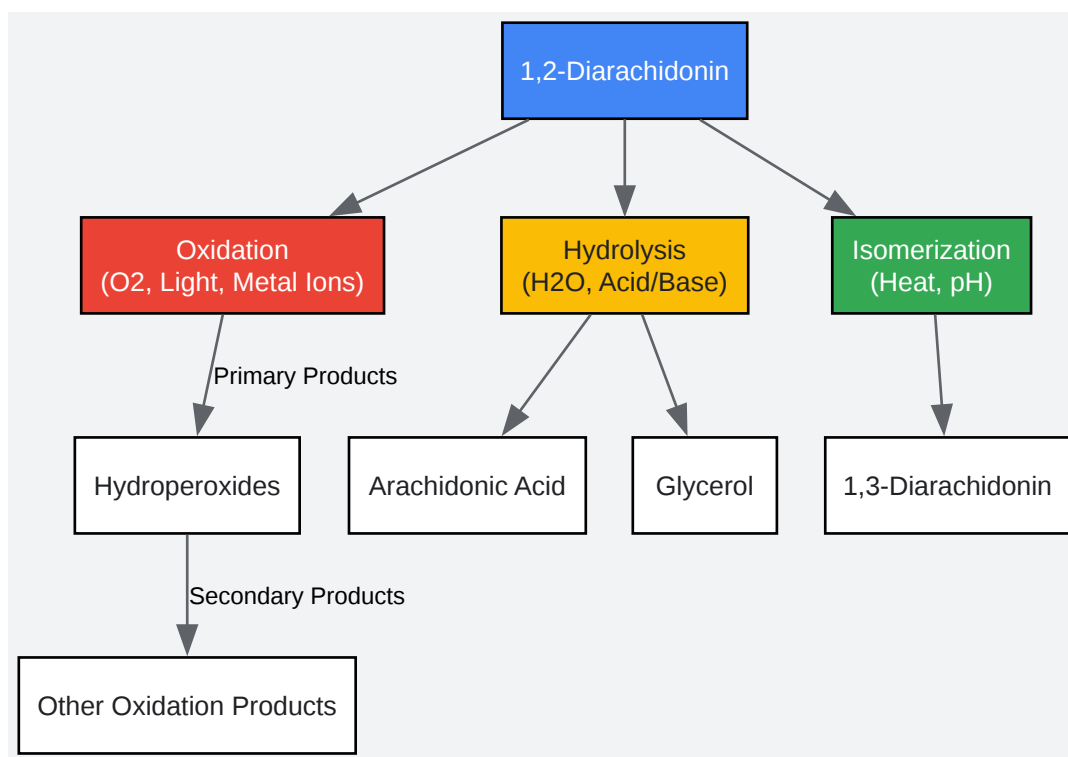 1,2-Diarachidonin
Oxidation
(O2, Light, Metal Ions)
Hydrolysis
(H2O, Acid/Base)
Isomerization
(Heat, pH)
Primary Products
Hydroperoxides
Arachidonic Acid
Glycerol
1,3-Diarachidonin
Secondary Products
Other Oxidation Products